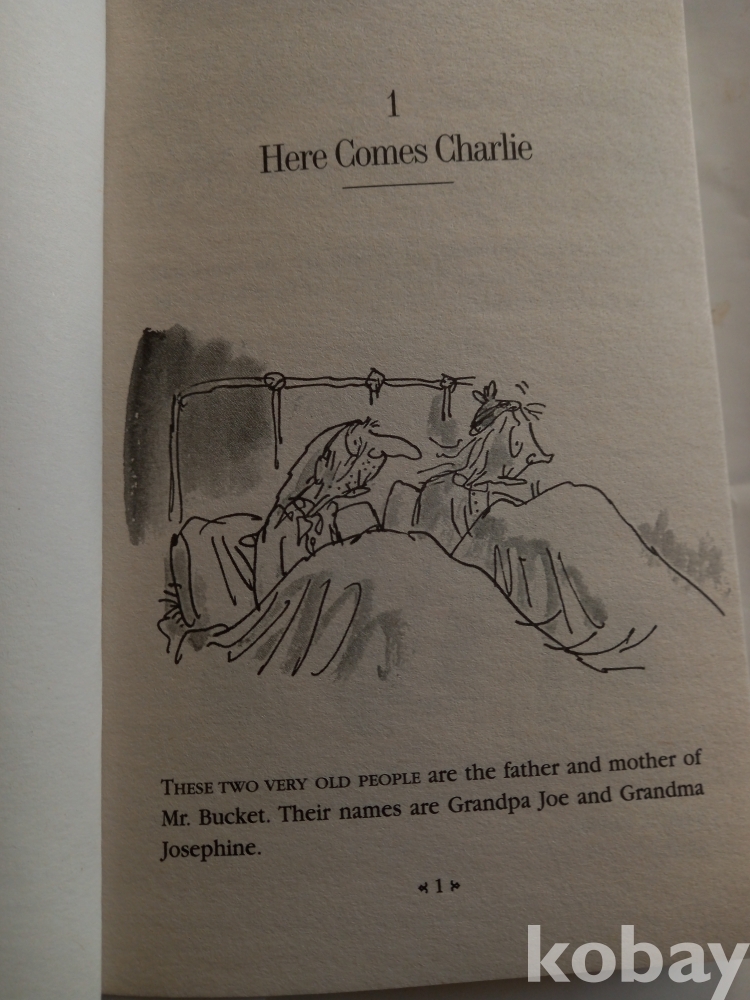 1
Here Comes Charlie
THESE TWO VERY OLD PEOPLE are the father and mother of
Mr. Bucket. Their names are Grandpa Joe and Grandma
Josephine.
1
kobay